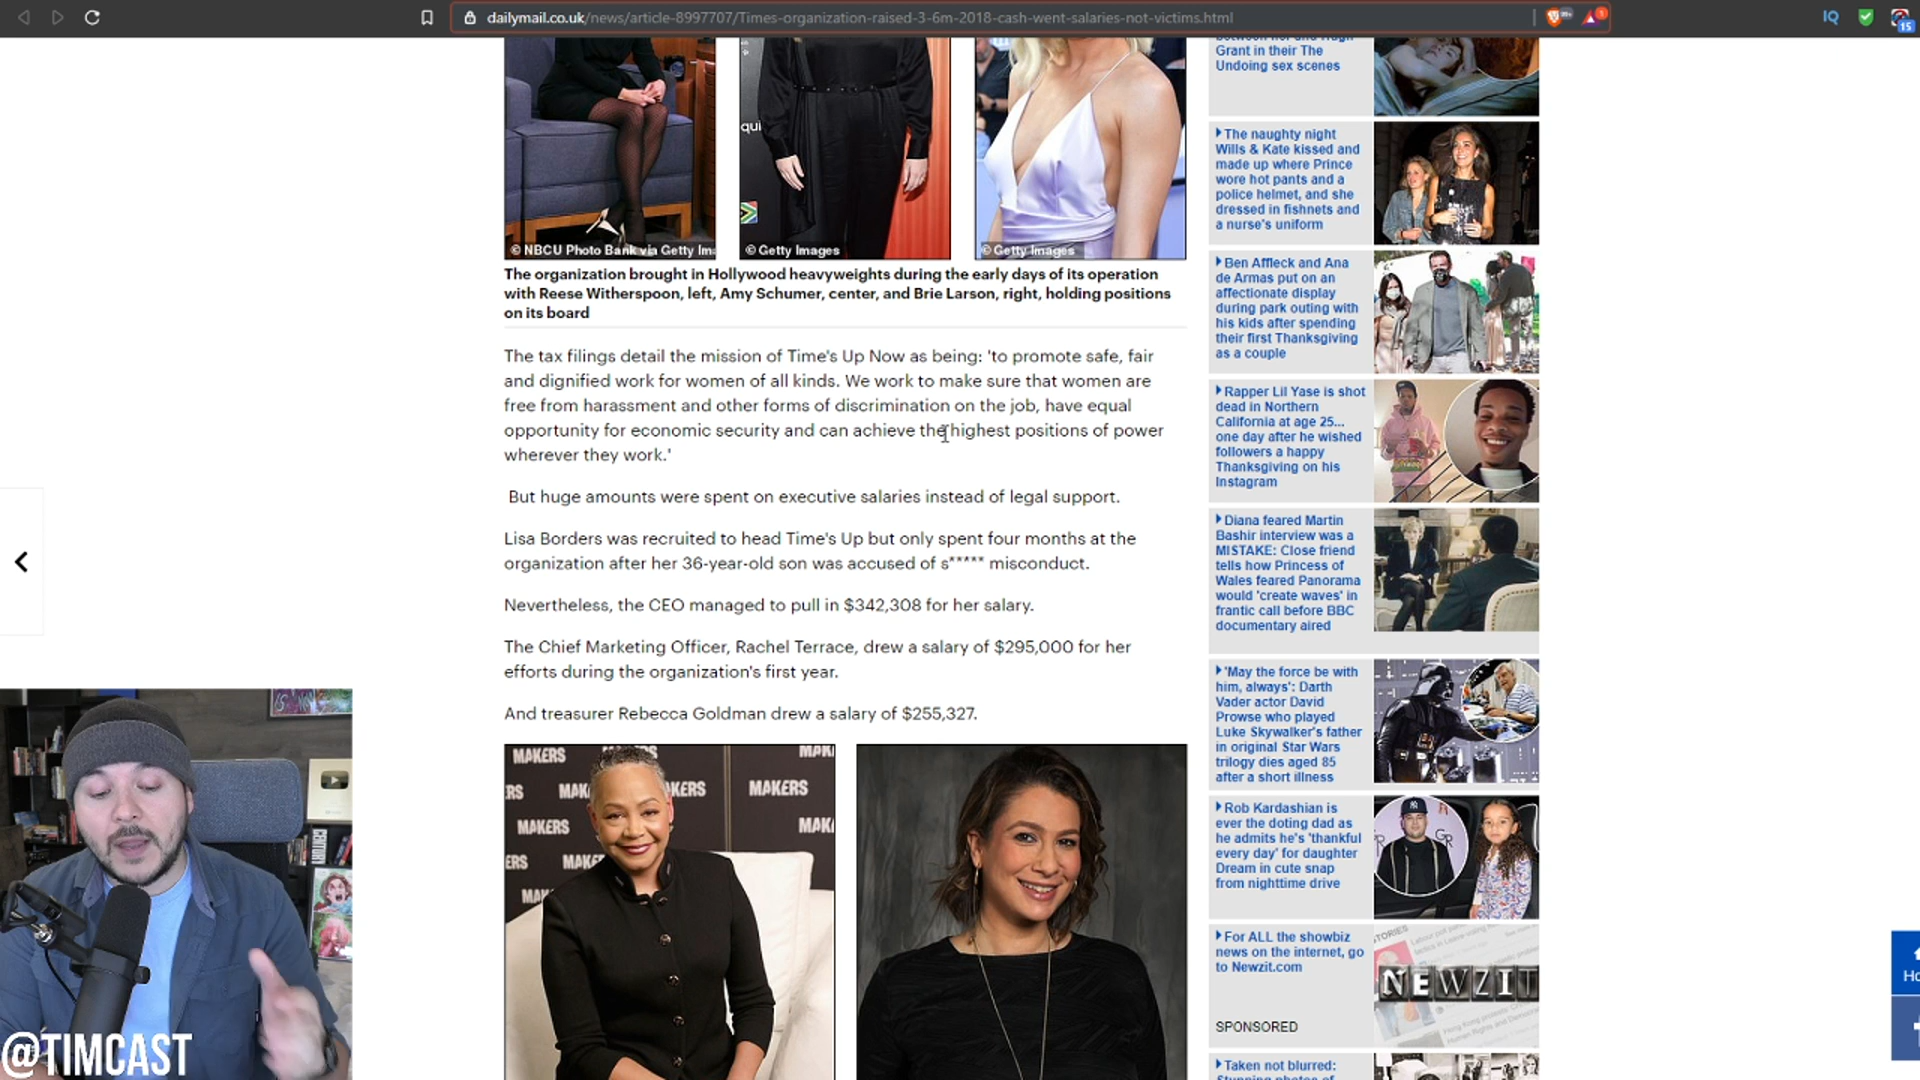 dailymail.co.uk/news/article-8997707/Times-organization-raised-3-6m-2018-cash-went-salaries-not-victims.html
IQ
15
qui
© NBCU Photo Bank via Getty Im
© Getty Images
© Getty Images
The organization brought in Hollywood heavyweights during the early days of its operation
with Reese Witherspoon, left, Amy Schumer, center, and Brie Larson, right, holding positions
on its board
The tax filings detail the mission of Time's Up Now as being: 'to promote safe, fair
and dignified work for women of all kinds. We work to make sure that women are
free from harassment and other forms of discrimination on the job, have equal
opportunity for economic security and can achieve the highest positions of power
wherever they work.'
But huge amounts were spent on executive salaries instead of legal support.
Lisa Borders was recruited to head Time's Up but only spent four months at the
organization after her 36-year-old son was accused of s***** misconduct.
Nevertheless, the CEO managed to pull in $342,308 for her salary.
The Chief Marketing Officer, Rachel Terrace, drew a salary of $295,000 for her
efforts during the organization's first year.
And treasurer Rebecca Goldman drew a salary of $255,327.
MAKERS
MAKERS
MAKERS
Grant in their The
Undoing sex scenes
The naughty night
Wills & Kate kissed and
made up where Prince
wore hot pants and a
police helmet, and she
dressed in fishnets and
a nurse's uniform
Ben Affleck and Ana
de Armas put on an
affectionate display
during park outing with
his kids after spending
their first Thanksgiving
as a couple
Rapper Lil Yase is shot
dead in Northern
California at age 25...
one day after he wished
followers a happy
Thanksgiving on his
Instagram
Diana feared Martin
Bashir interview was a
MISTAKE: Close friend
tells how Princess of
Wales feared Panorama
would 'create waves' in
frantic call before BBC
documentary aired
'May the force be with
him, always': Darth
Vader actor David
Prowse who played
Luke Skywalker's father
in original Star Wars
trilogy dies aged 85
after a short illness
Rob Kardashian is
ever the doting dad as
he admits he's 'thankful
every day' for daughter
Dream in cute snap
from nighttime drive
For ALL the showbiz
news on the internet, go
to Newzit.com
NEWZIT
SPONSORED
Taken not blurred:
Ho
@TIMCAST